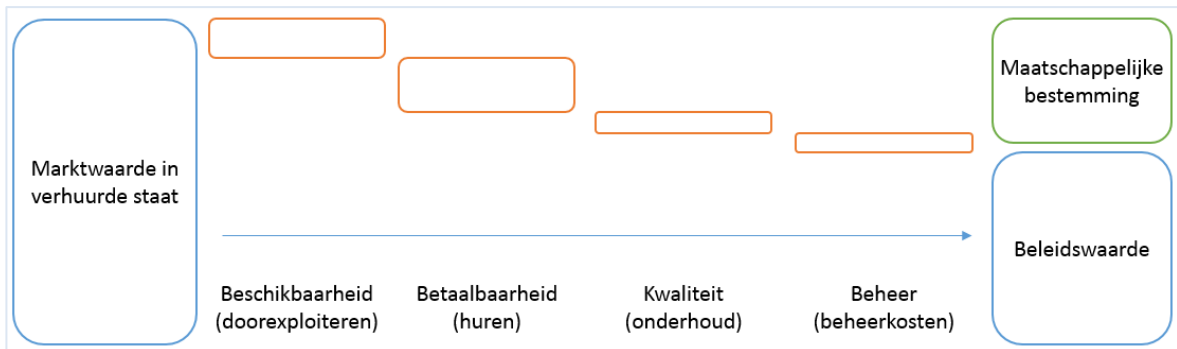 Marktwaarde in
verhuurde staat
Beschikbaarheid
(doorexploiteren)
Betaalbaarheid
(huren)
Kwaliteit
(onderhoud)
Beheer
(beheerkosten)
Maatschappelijke
bestemming
Beleidswaarde